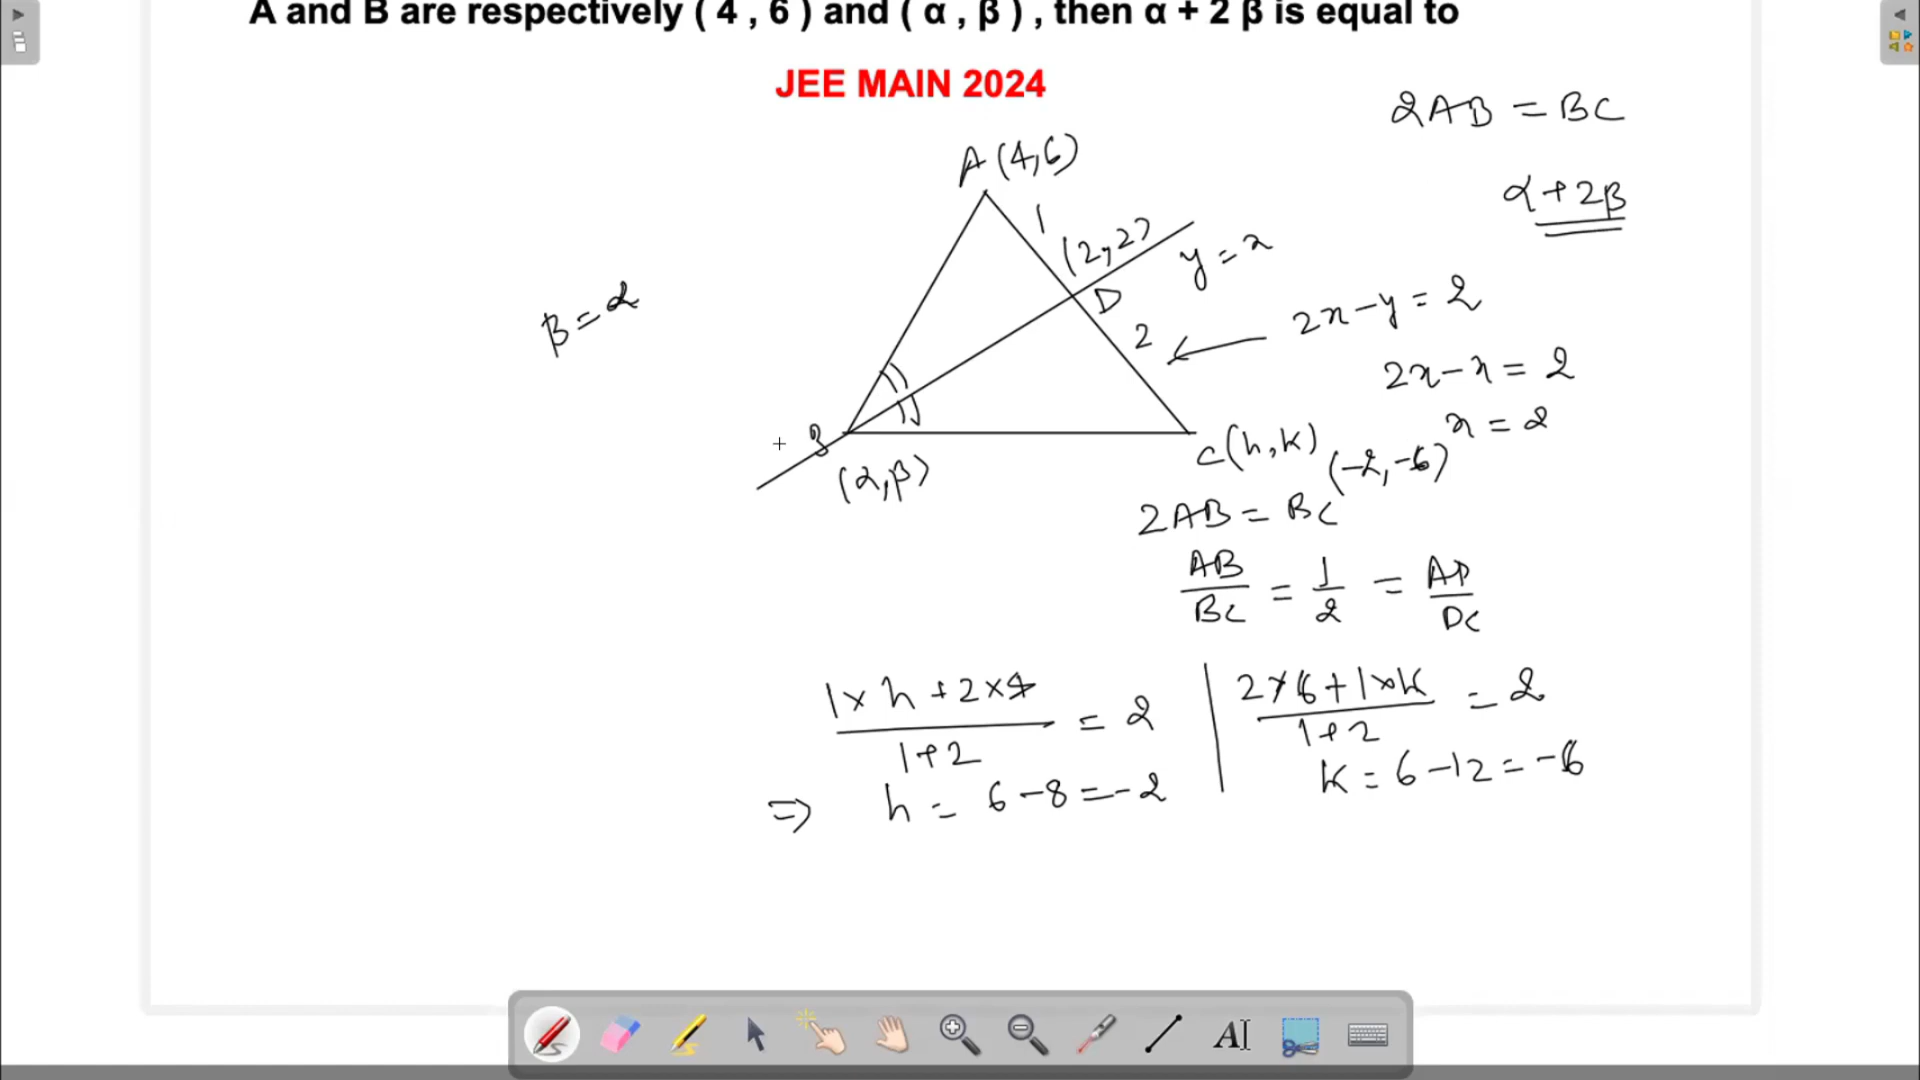 A and B are respectively ( 4 , 6 ) and ( α , β ) , then α + 2 β is equal to
JEE MAIN 2024
2AB = BC
A (4,6)
α + 2β
1
(2,2)
y = x
D
β = α
2
2x - y = 2
2x - x = 2
x = 2
B
(α,β)
C(h,k) (-2,-6)
2AB = BC
AB/BC = 1/2 = AD/DC
(1×h + 2×4)/(1+2) = 2
(2×6 + 1×k)/(1+2) = 2
⇒ h = 6 - 8 = -2
k = 6 - 12 = -6
AI